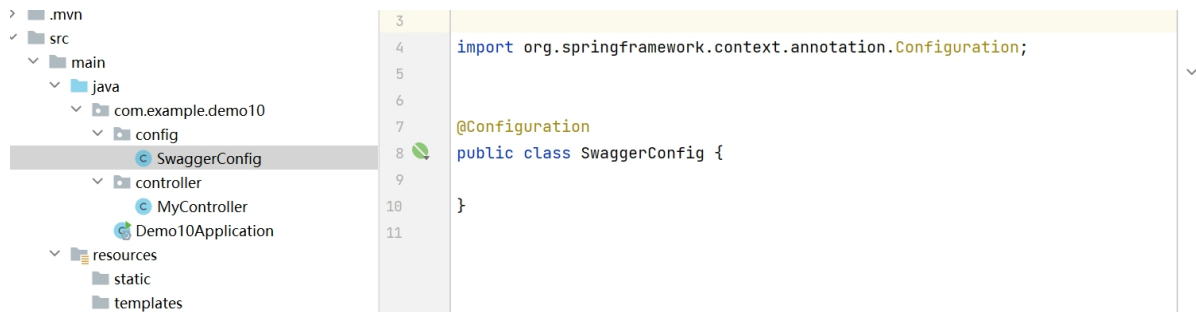 .mvn
src
main
java
com.example.demo10
config
SwaggerConfig
controller
MyController
Demo10Application
resources
static
templates
3
4 import org.springframework.context.annotation.Configuration;
5
6
7 @Configuration
8 public class SwaggerConfig {
9
10 }
11